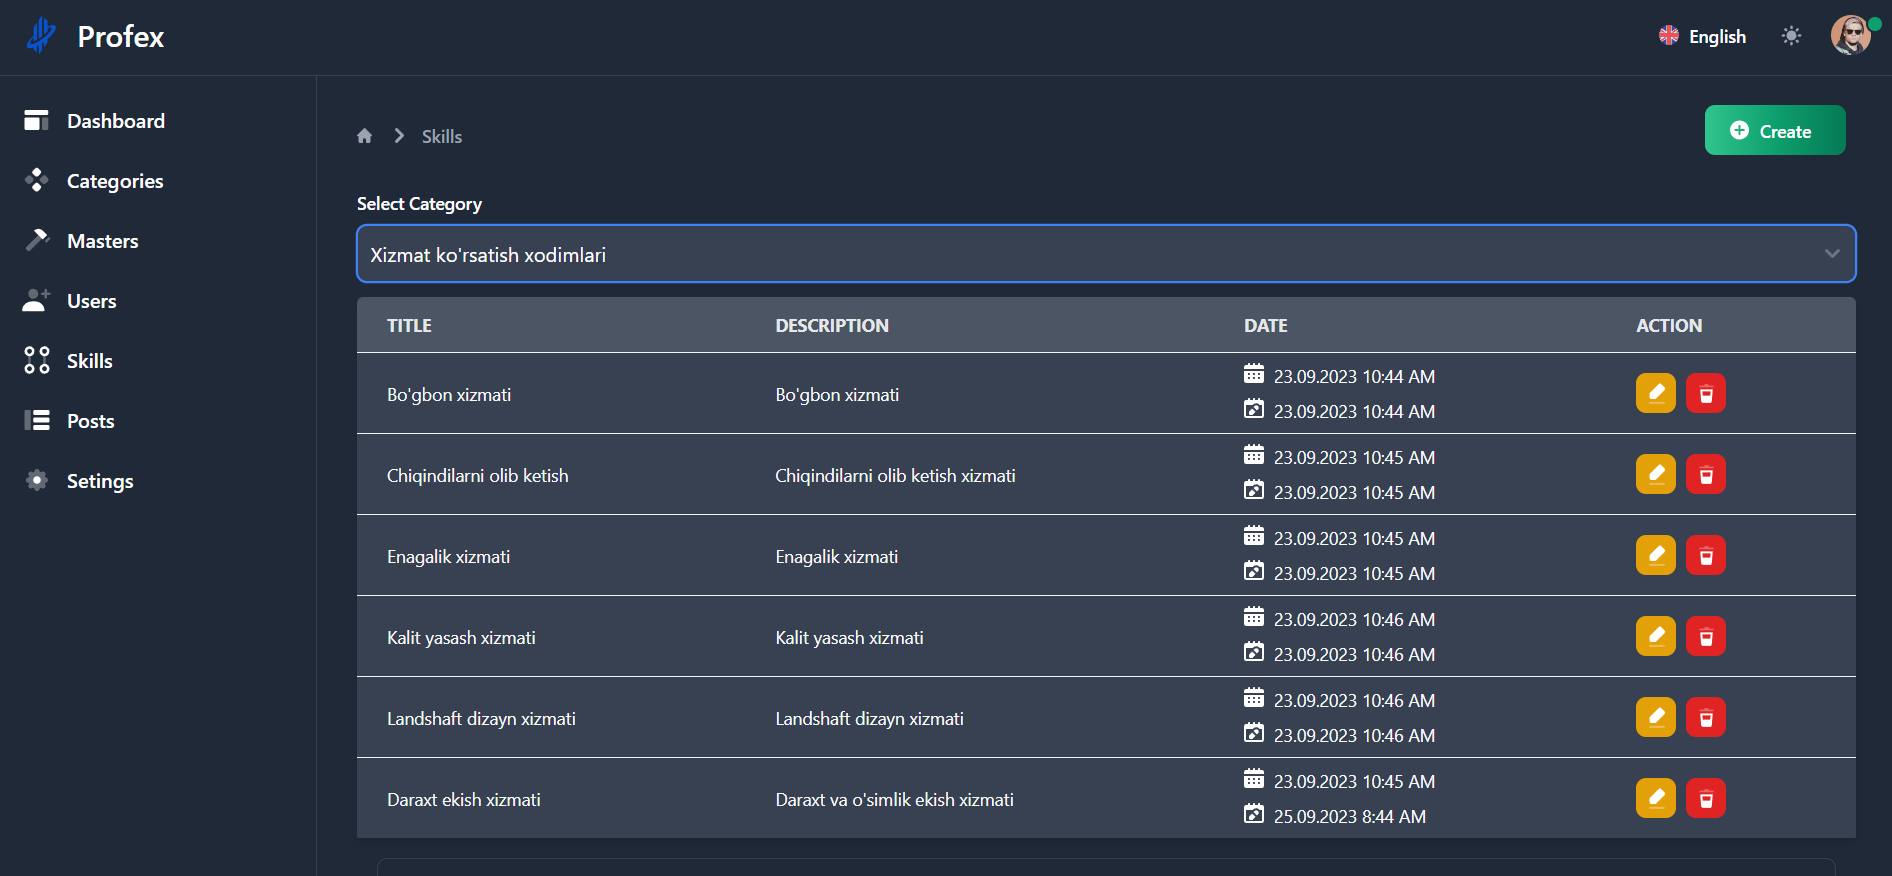 Profex
English
Dashboard
Categories
Masters
Users
Skills
Posts
Setings
Skills
Create
Select Category
Xizmat ko'rsatish xodimlari
TITLE DESCRIPTION DATE ACTION
Bo'gbon xizmati Bo'gbon xizmati 23.09.2023 10:44 AM
23.09.2023 10:44 AM
Chiqindilarni olib ketish Chiqindilarni olib ketish xizmati 23.09.2023 10:45 AM
23.09.2023 10:45 AM
Enagalik xizmati Enagalik xizmati 23.09.2023 10:45 AM
23.09.2023 10:45 AM
Kalit yasash xizmati Kalit yasash xizmati 23.09.2023 10:46 AM
23.09.2023 10:46 AM
Landshaft dizayn xizmati Landshaft dizayn xizmati 23.09.2023 10:46 AM
23.09.2023 10:46 AM
Daraxt ekish xizmati Daraxt va o'simlik ekish xizmati 23.09.2023 10:45 AM
25.09.2023 8:44 AM